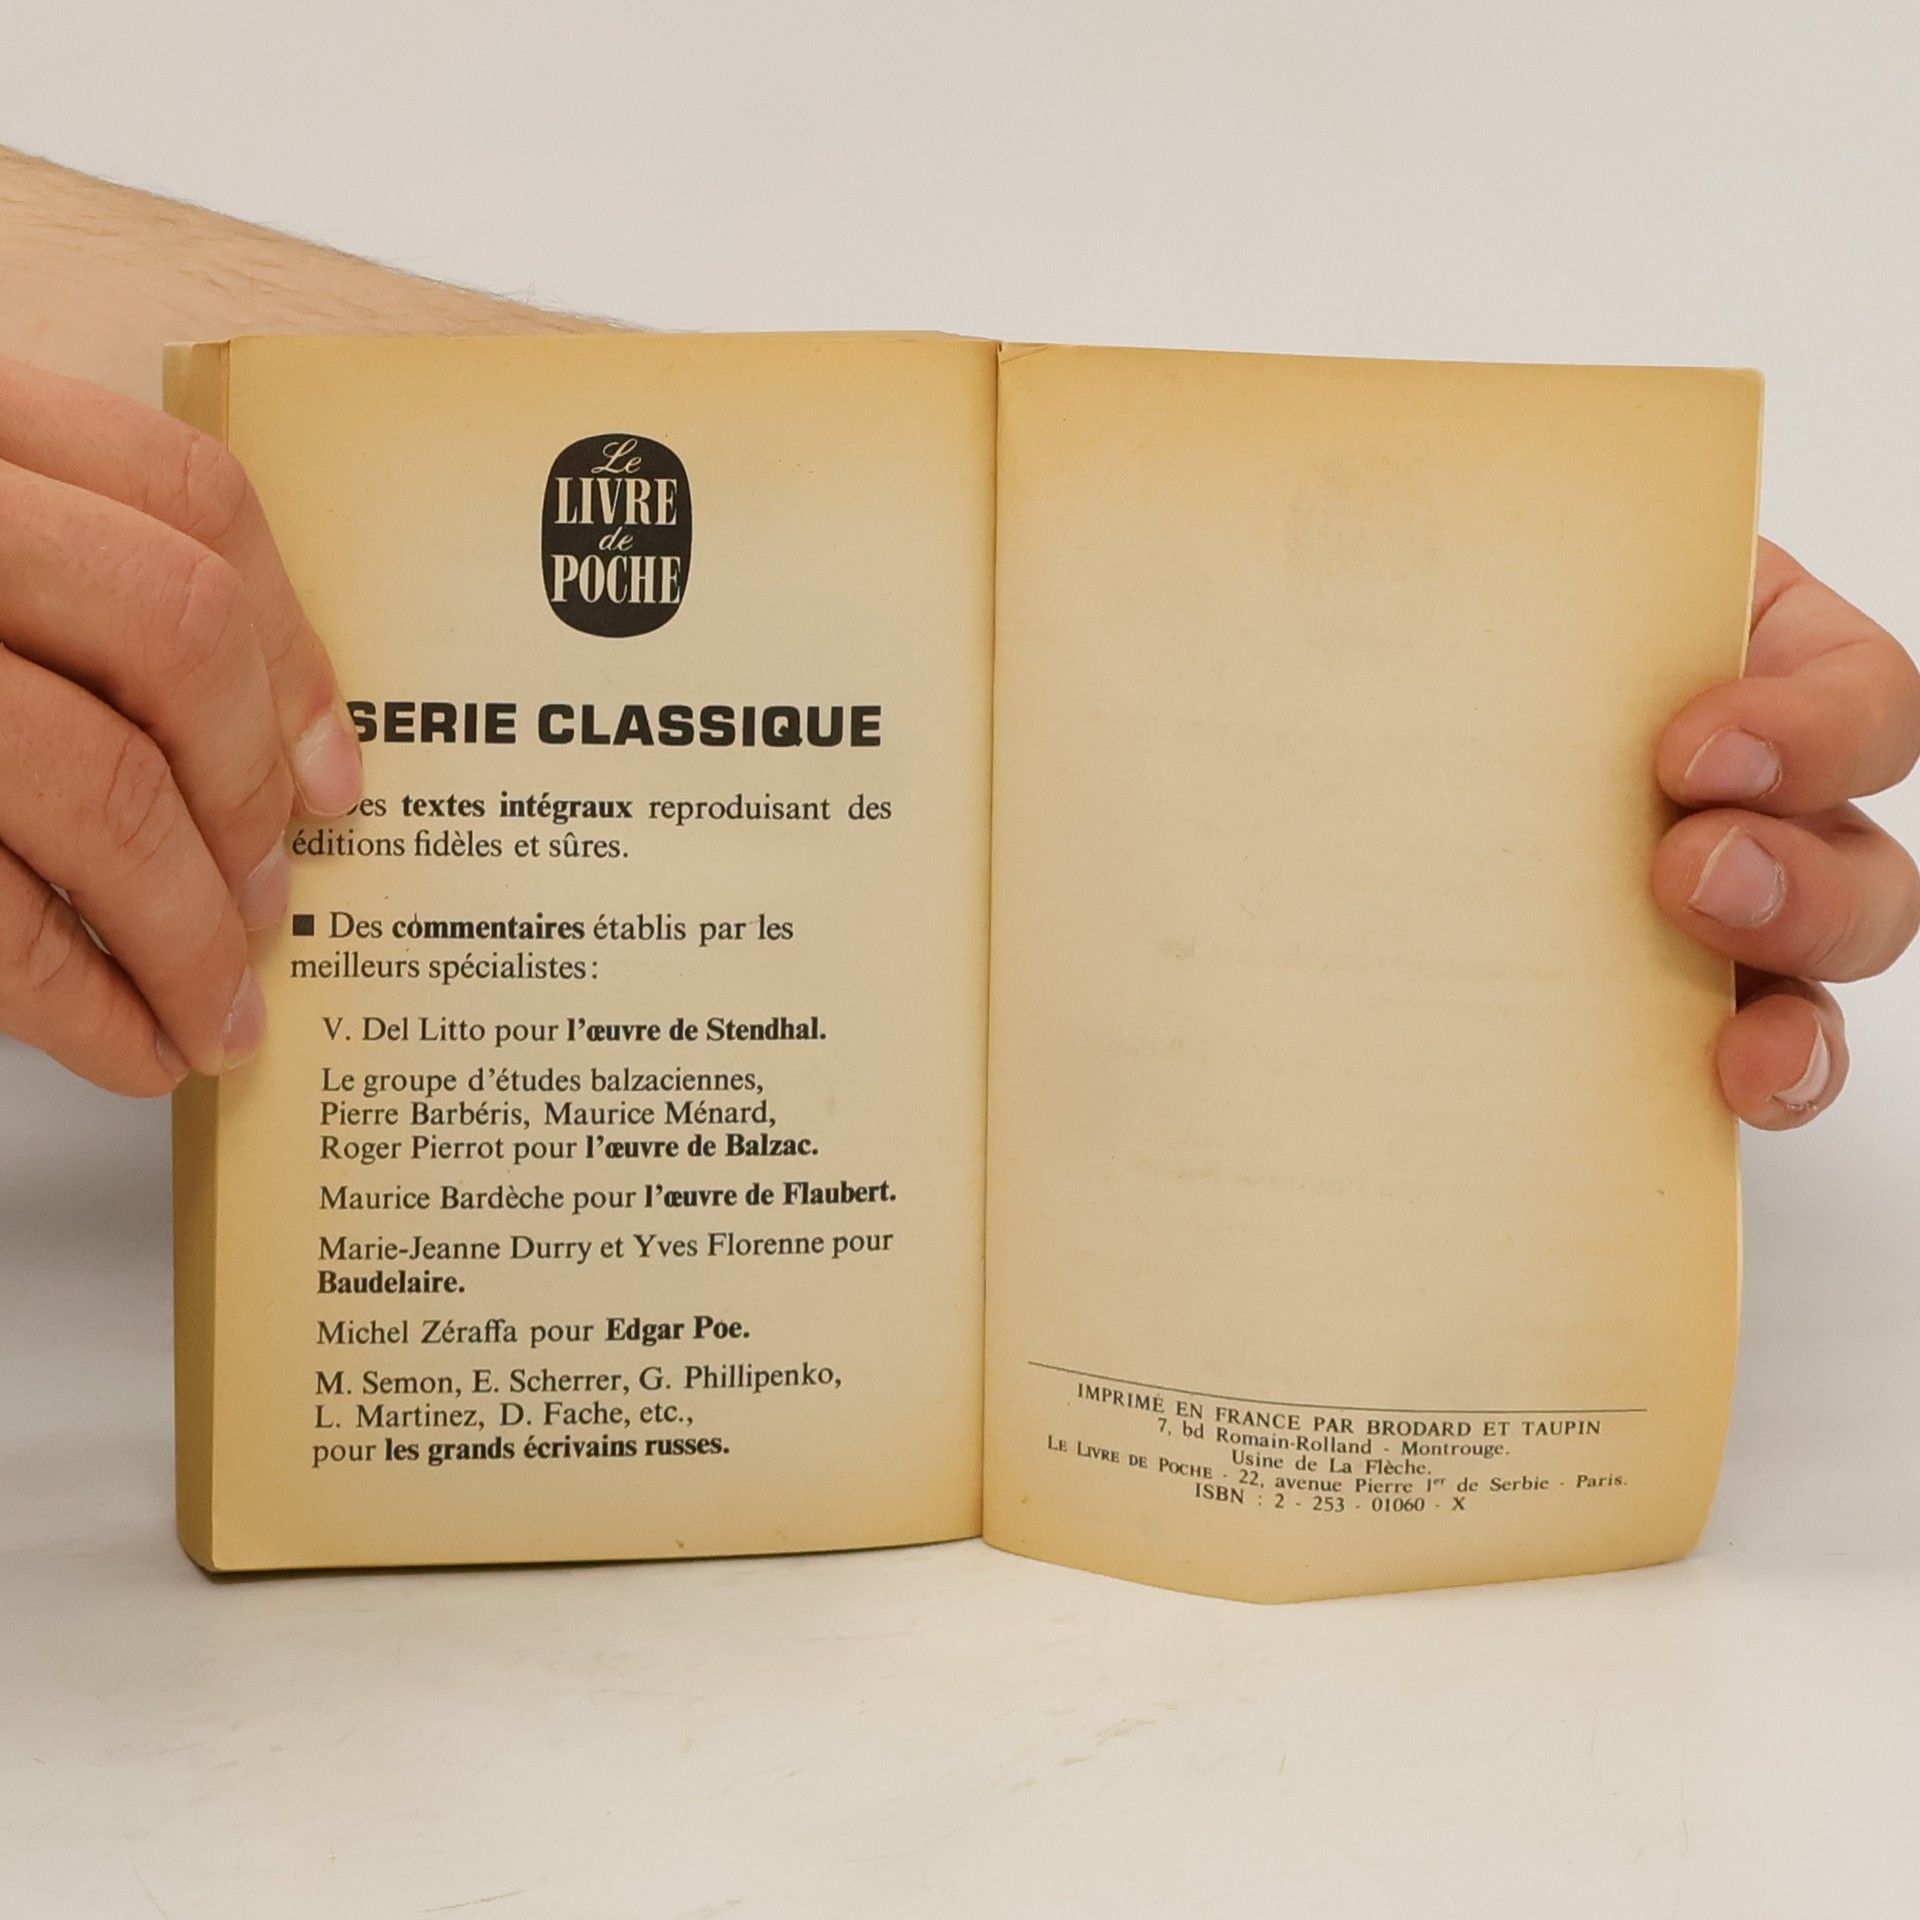 Le
LIVRE
de
POCHE
SERIE CLASSIQUE
textes intégraux reproduisant des
éditions fidèles et sûres.
■ Des commentaires établis par les
meilleurs spécialistes :
V. Del Litto pour l'œuvre de Stendhal.
Le groupe d'études balzaciennes,
Pierre Barbéris, Maurice Ménard,
Roger Pierrot pour l'œuvre de Balzac.
Maurice Bardèche pour l'œuvre de Flaubert.
Marie-Jeanne Durry et Yves Florenne pour
Baudelaire.
Michel Zéraffa pour Edgar Poe.
M. Semon, E. Scherrer, G. Phillipenko,
L. Martinez, D. Fache, etc.,
pour les grands écrivains russes.
IMPRIMÉ EN FRANCE PAR BRODARD ET TAUPIN
7, bd Romain-Rolland - Montrouge.
Usine de La Flèche.
LE LIVRE DE POCHE - 22, avenue Pierre 1er de Serbie - Paris.
ISBN : 2 - 253 - 01060 - X